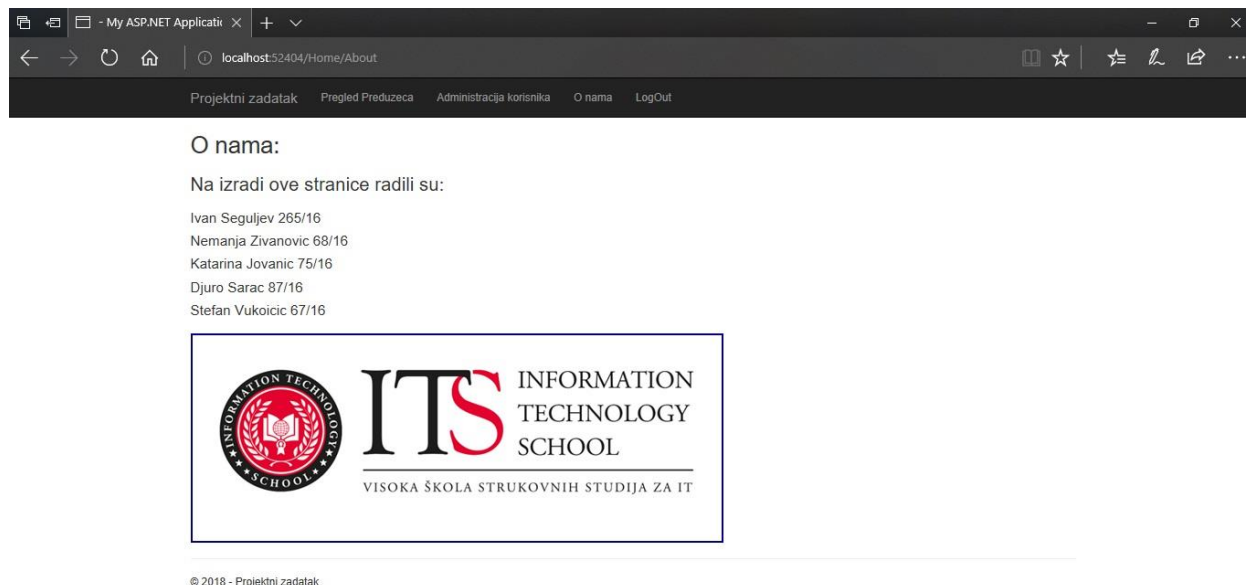 - My ASP.NET Applicatic
localhost:52404/Home/About
Projektni zadatak Pregled Preduzeca Administracija korisnika O nama LogOut
O nama:
Na izradi ove stranice radili su:
Ivan Seguljev 265/16
Nemanja Zivanovic 68/16
Katarina Jovanic 75/16
Djuro Sarac 87/16
Stefan Vukoicic 67/16
INFORMATION TECHNOLOGY
SCHOOL
ITS
INFORMATION
TECHNOLOGY
SCHOOL
VISOKA ŠKOLA STRUKOVNIH STUDIJA ZA IT
© 2018 - Projektni zadatak